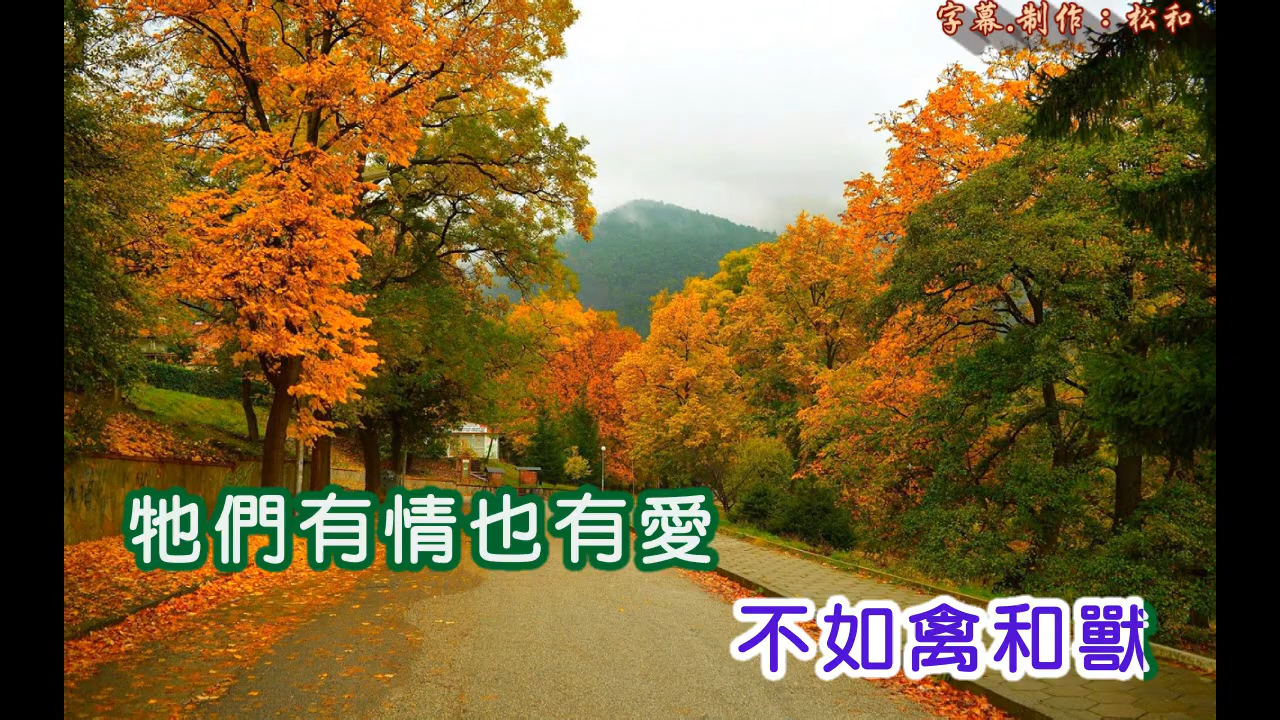 字幕.制作：松和
牠們有情也有愛
不如禽和獸